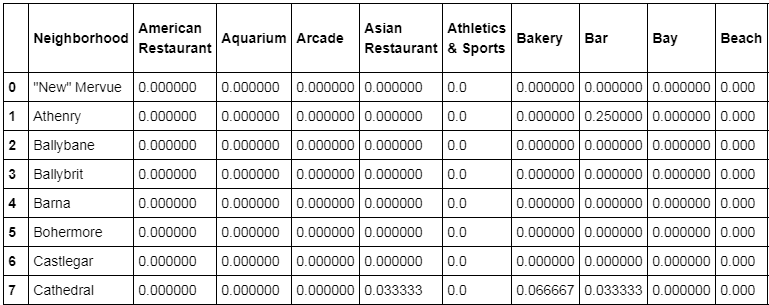 Neighborhood American Restaurant Aquarium Arcade Asian Restaurant Athletics & Sports Bakery Bar Bay Beach
0 "New" Mervue 0.000000 0.000000 0.000000 0.000000 0.0 0.000000 0.000000 0.000000 0.000
1 Athenry 0.000000 0.000000 0.000000 0.000000 0.0 0.000000 0.250000 0.000000 0.000
2 Ballybane 0.000000 0.000000 0.000000 0.000000 0.0 0.000000 0.000000 0.000000 0.000
3 Ballybrit 0.000000 0.000000 0.000000 0.000000 0.0 0.000000 0.000000 0.000000 0.000
4 Barna 0.000000 0.000000 0.000000 0.000000 0.0 0.000000 0.000000 0.000000 0.000
5 Bohermore 0.000000 0.000000 0.000000 0.000000 0.0 0.000000 0.000000 0.000000 0.000
6 Castlegar 0.000000 0.000000 0.000000 0.000000 0.0 0.000000 0.000000 0.000000 0.000
7 Cathedral 0.000000 0.000000 0.000000 0.033333 0.0 0.066667 0.033333 0.000000 0.000